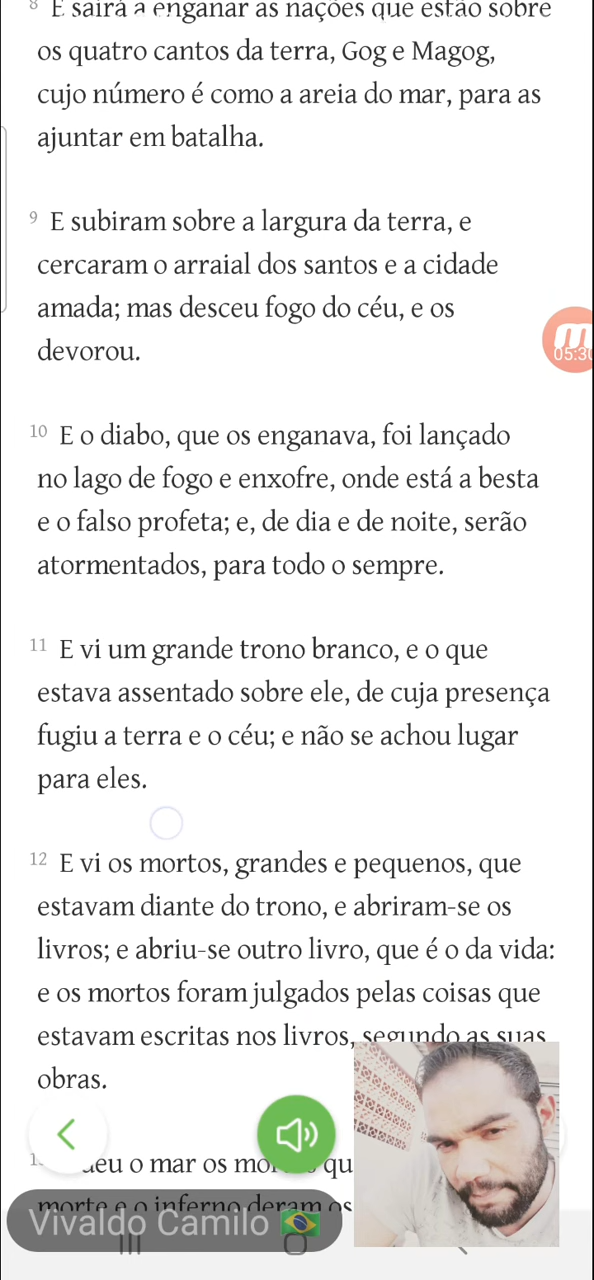 8 E sairá a enganar as nações que estão sobre
os quatro cantos da terra, Gog e Magog,
cujo número é como a areia do mar, para as
ajuntar em batalha.
9 E subiram sobre a largura da terra, e
cercaram o arraial dos santos e a cidade
amada; mas desceu fogo do céu, e os
devorou.
05:30
10 E o diabo, que os enganava, foi lançado
no lago de fogo e enxofre, onde está a besta
e o falso profeta; e, de dia e de noite, serão
atormentados, para todo o sempre.
11 E vi um grande trono branco, e o que
estava assentado sobre ele, de cuja presença
fugiu a terra e o céu; e não se achou lugar
para eles.
12 E vi os mortos, grandes e pequenos, que
estavam diante do trono, e abriram-se os
livros; e abriu-se outro livro, que é o da vida:
e os mortos foram julgados pelas coisas que
estavam escritas nos livros, segundo as suas
obras.
deu o mar os
morte e o inferno deram os
Vivaldo Camilo